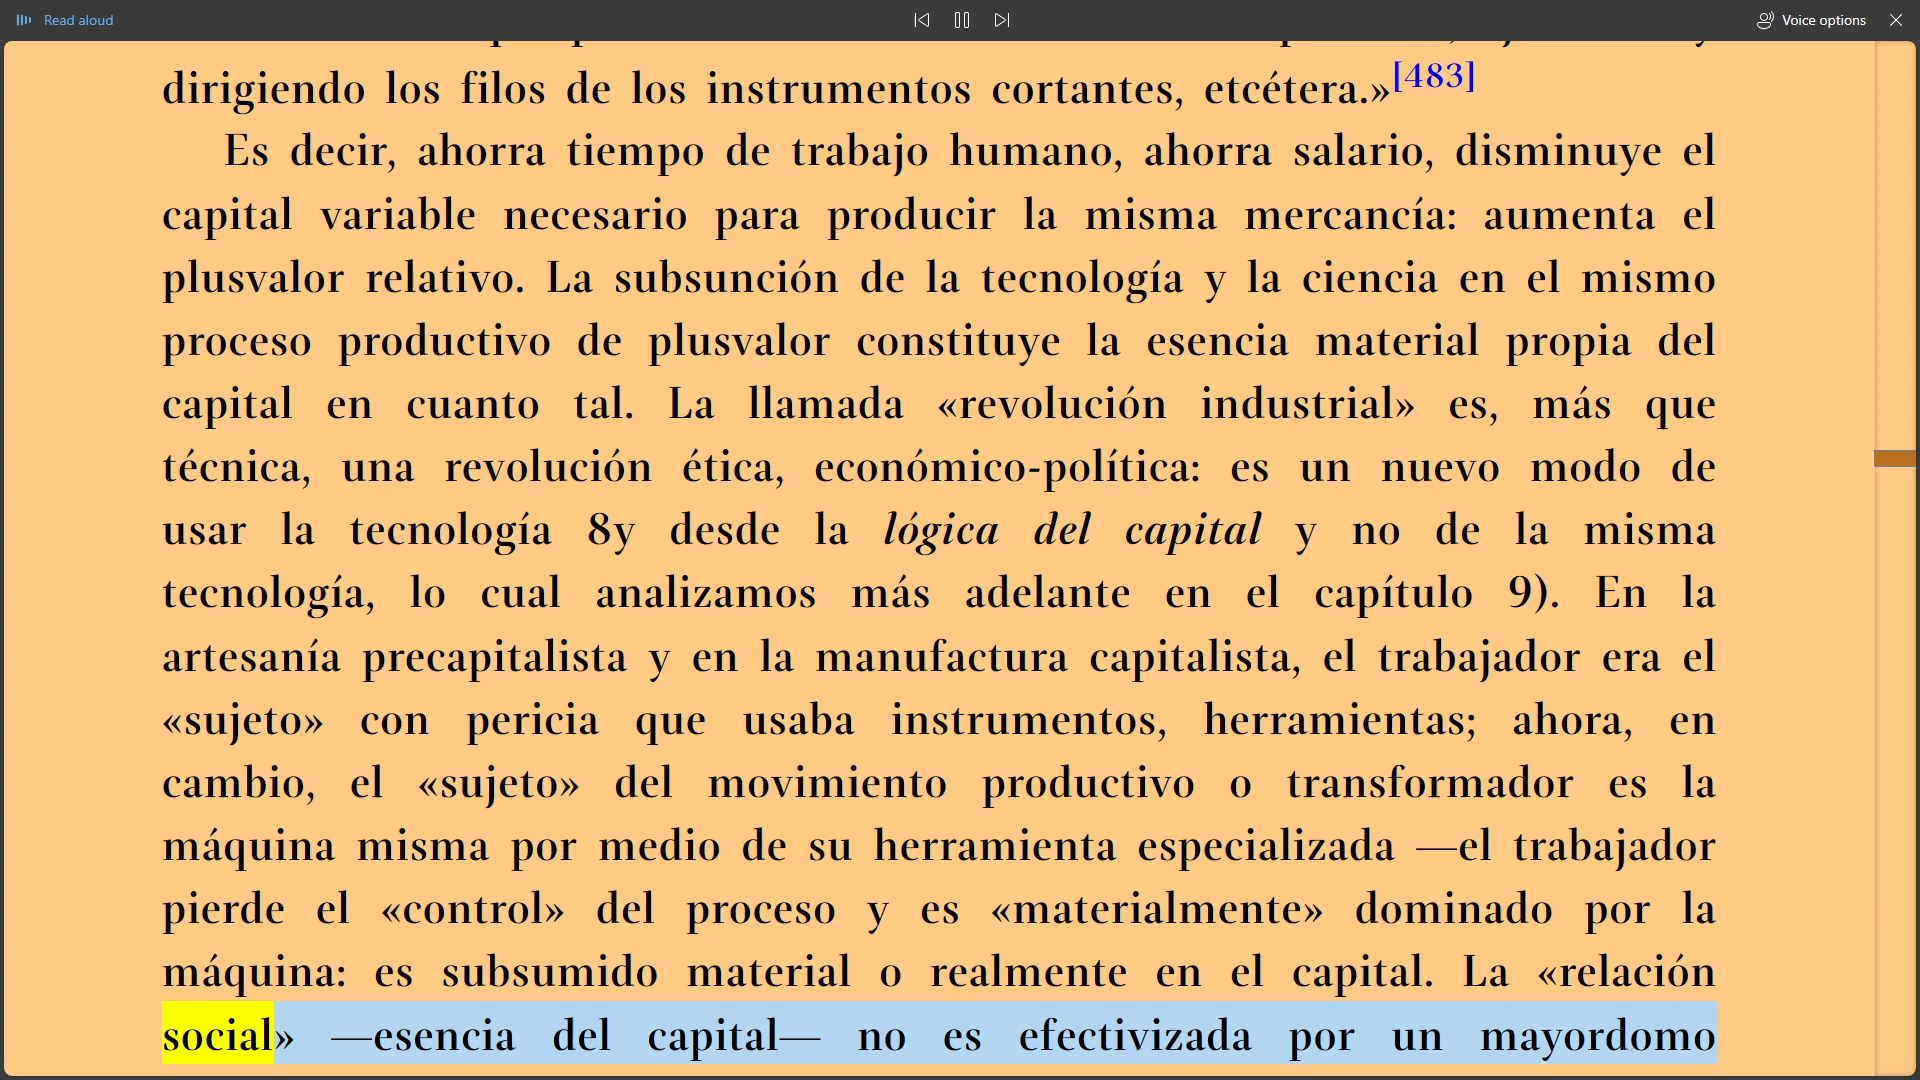 Read aloud
Voice options
dirigiendo los filos de los instrumentos cortantes, etcétera.»[483]
Es decir, ahorra tiempo de trabajo humano, ahorra salario, disminuye el
capital variable necesario para producir la misma mercancía: aumenta el
plusvalor relativo. La subsunción de la tecnología y la ciencia en el mismo
proceso productivo de plusvalor constituye la esencia material propia del
capital en cuanto tal. La llamada «revolución industrial» es, más que
técnica, una revolución ética, económico-política: es un nuevo modo de
usar la tecnología 8y desde la lógica del capital y no de la misma
tecnología, lo cual analizamos más adelante en el capítulo 9). En la
artesanía precapitalista y en la manufactura capitalista, el trabajador era el
«sujeto» con pericia que usaba instrumentos, herramientas; ahora, en
cambio, el «sujeto» del movimiento productivo o transformador es la
máquina misma por medio de su herramienta especializada —el trabajador
pierde el «control» del proceso y es «materialmente» dominado por la
máquina: es subsumido material o realmente en el capital. La «relación
social» —esencia del capital— no es efectivizada por un mayordomo